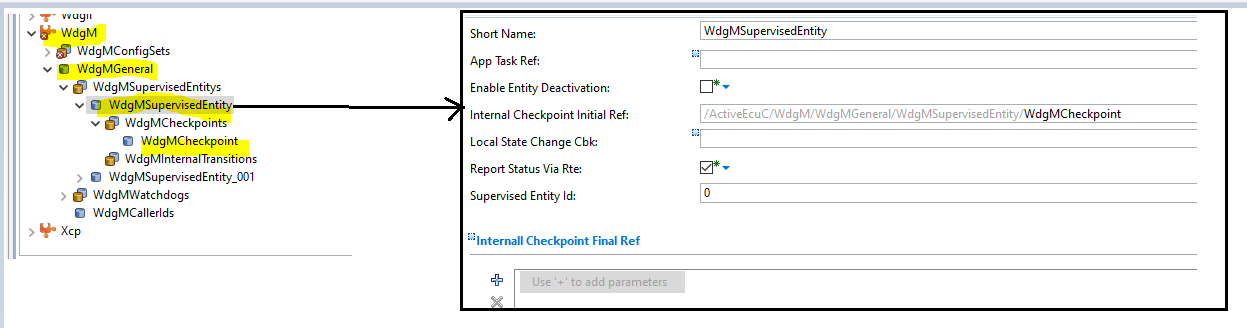 WdgIf
WdgM
WdgMConfigSets
WdgMGeneral
WdgMSupervisedEntitys
WdgMSupervisedEntity
WdgMCheckpoints
WdgMCheckpoint
WdgMInternalTransitions
WdgMSupervisedEntity_001
WdgMWatchdogs
WdgMCallerIds
Xcp
Short Name: WdgMSupervisedEntity
App Task Ref:
Enable Entity Deactivation:
Internal Checkpoint Initial Ref: /ActiveEcuC/WdgM/WdgMGeneral/WdgMSupervisedEntity/WdgMCheckpoint
Local State Change Cbk:
Report Status Via Rte:
Supervised Entity Id: 0
Internall Checkpoint Final Ref
Use '+' to add parameters